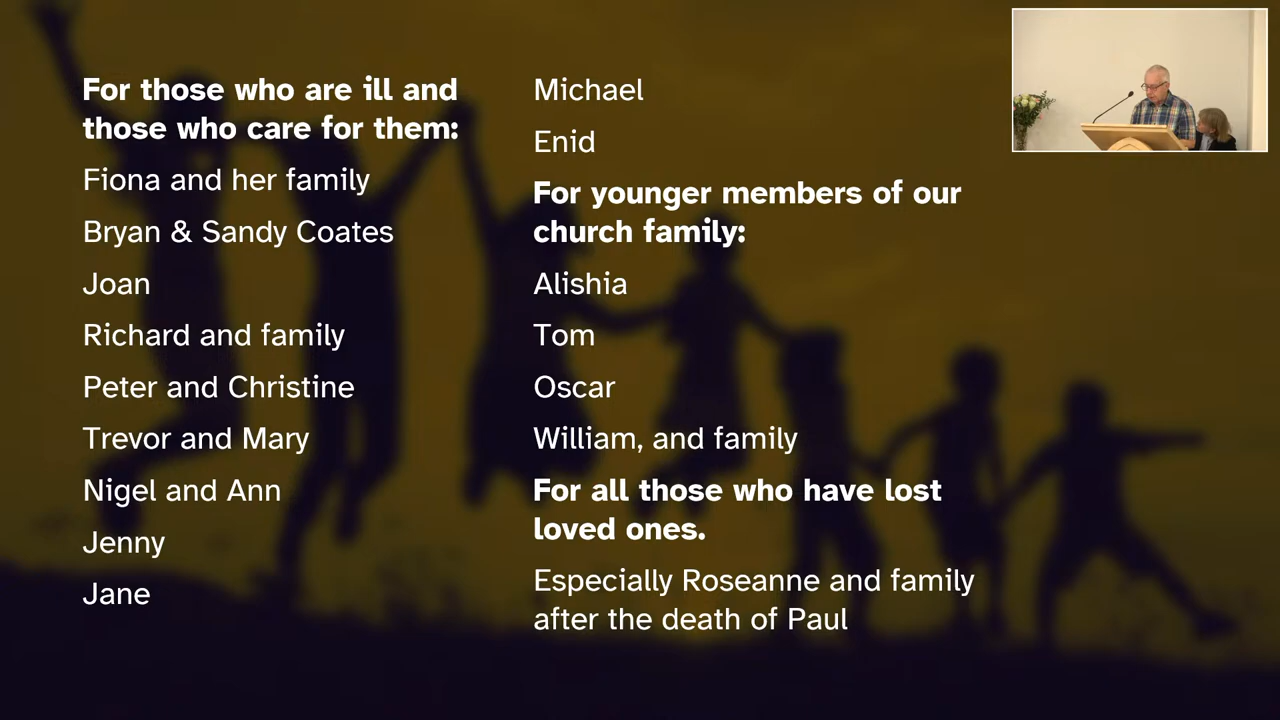 For those who are ill and
those who care for them:
Fiona and her family
Bryan & Sandy Coates
Joan
Richard and family
Peter and Christine
Trevor and Mary
Nigel and Ann
Jenny
Jane
Michael
Enid
For younger members of our
church family:
Alishia
Tom
Oscar
William, and family
For all those who have lost
loved ones.
Especially Roseanne and family
after the death of Paul